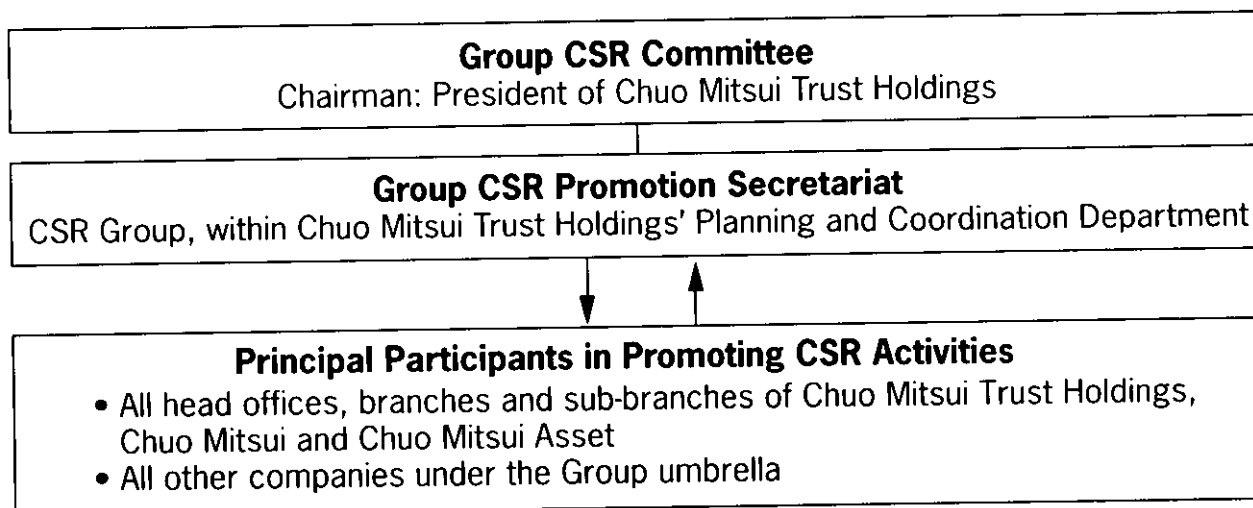 Group CSR Committee
Chairman: President of Chuo Mitsui Trust Holdings
Group CSR Promotion Secretariat
CSR Group, within Chuo Mitsui Trust Holdings' Planning and Coordination Department
Principal Participants in Promoting CSR Activities
• All head offices, branches and sub-branches of Chuo Mitsui Trust Holdings,
Chuo Mitsui and Chuo Mitsui Asset
• All other companies under the Group umbrella